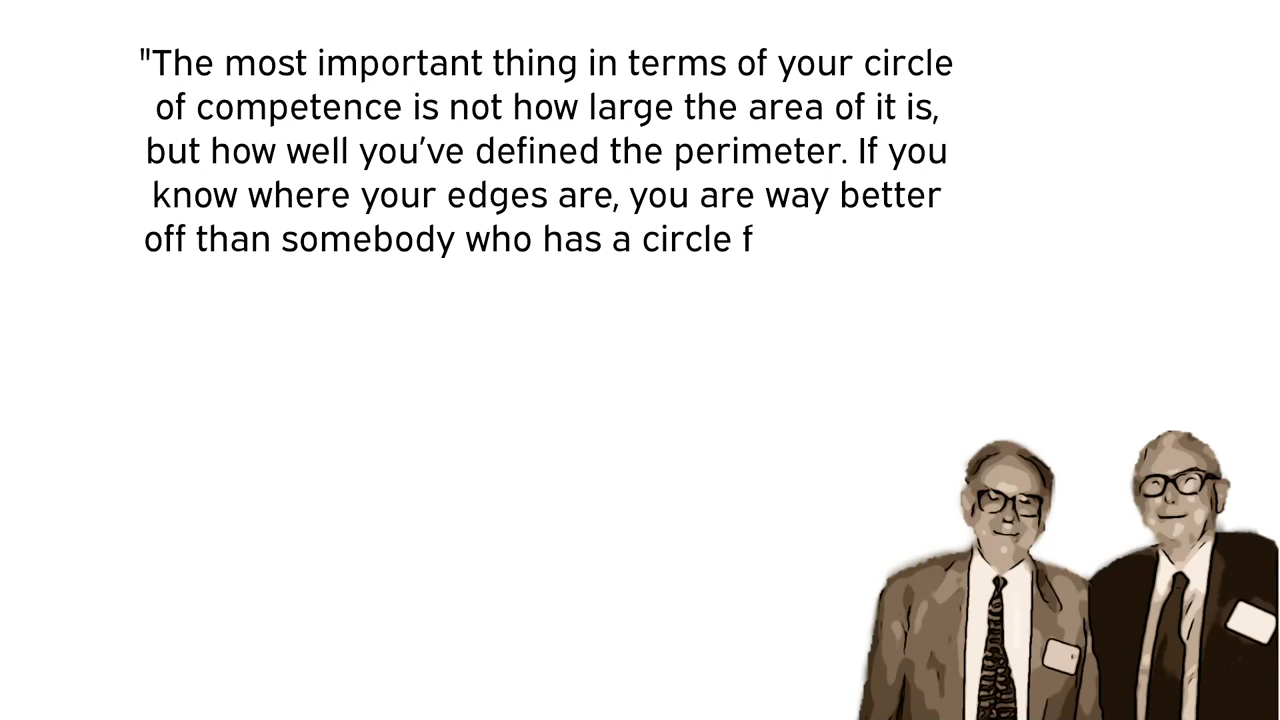 "The most important thing in terms of your circle
of competence is not how large the area of it is,
but how well you've defined the perimeter. If you
know where your edges are, you are way better
off than somebody who has a circle f